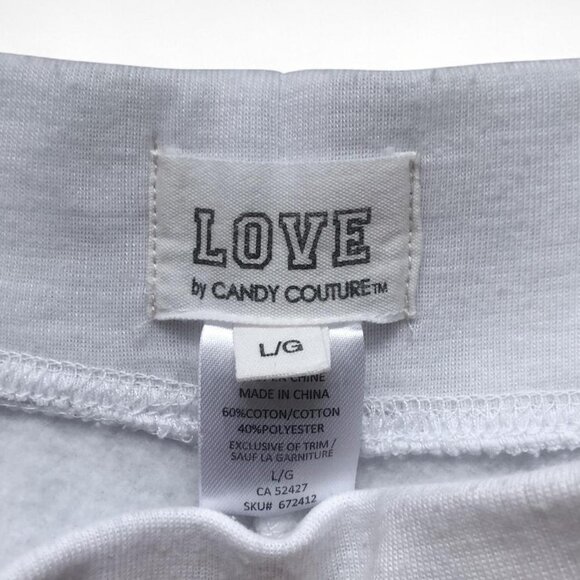 LOVE
by CANDY COUTURE™
L/G
MADE IN CHINA
60%COTON/COTTON
40%POLYESTER
EXCLUSIVE OF TRIM/
SAUF LA GARNITURE
L/G
CA 52427
SKU# 672412